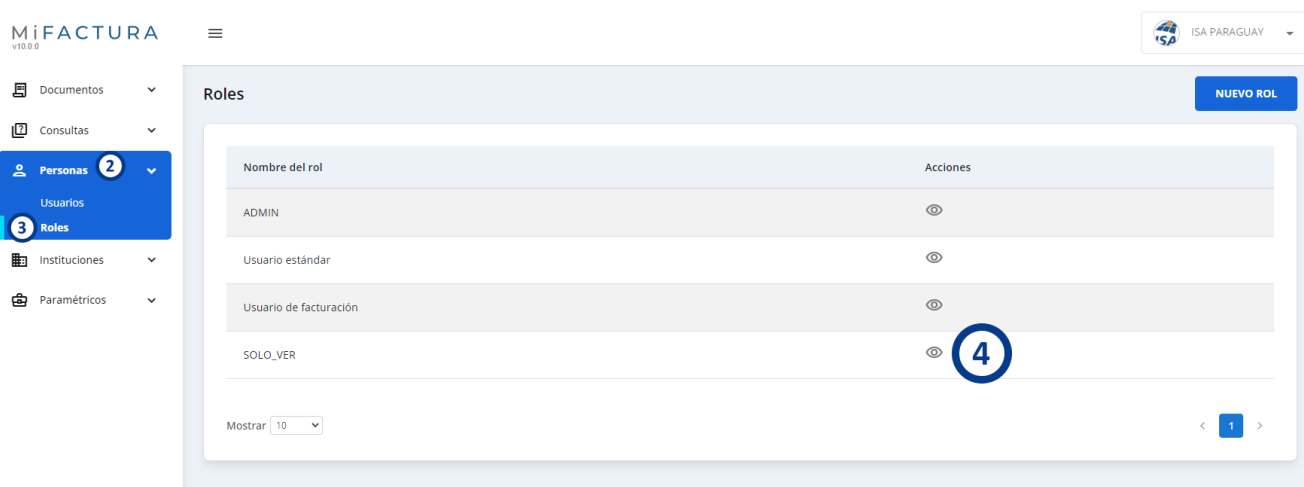 MiFACTURA
v10.0.0
ISA
ISA PARAGUAY
Documentos
Consultas
Personas 2
Usuarios
3 Roles
Instituciones
Paramétricos
Roles
NUEVO ROL
Nombre del rol Acciones
ADMIN
Usuario estándar
Usuario de facturación
SOLO_VER 4
Mostrar 10
< 1 >